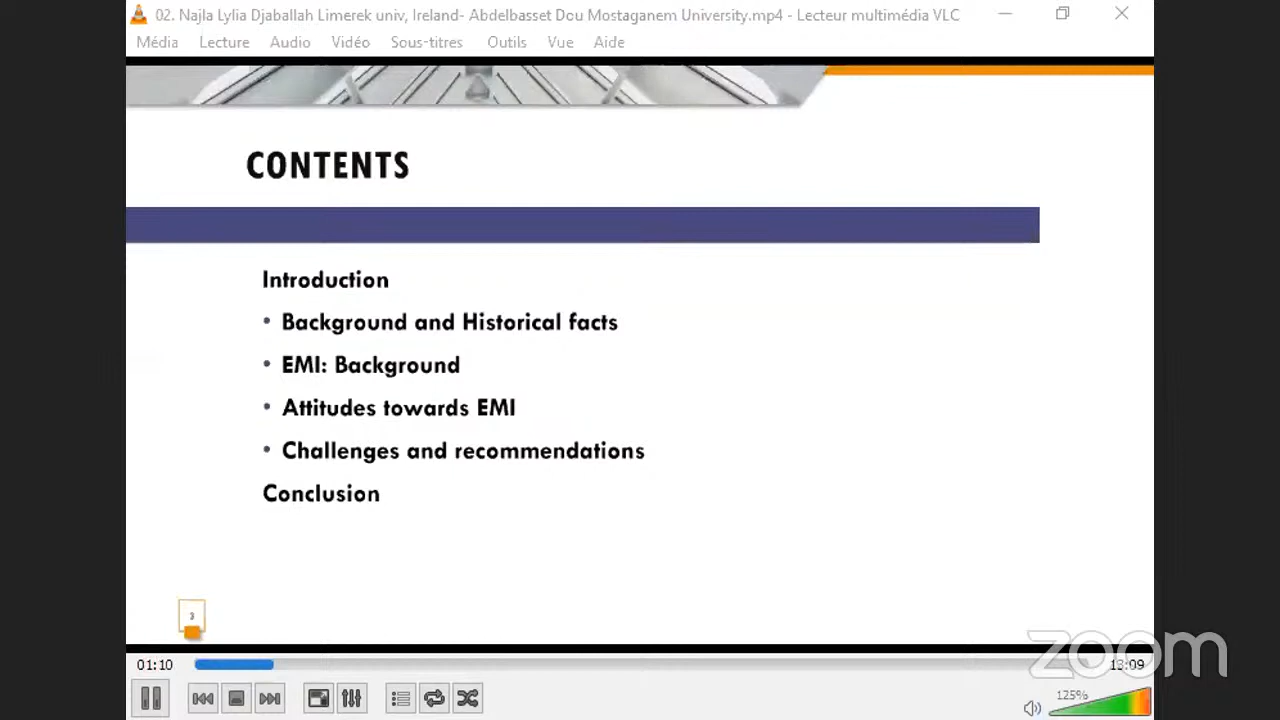 02. Najla Lylia Djaballah Limerek univ, Ireland- Abdelbasset Dou Mostaganem University.mp4 - Lecteur multimédia VLC
Média Lecture Audio Vidéo Sous-titres Outils Vue Aide
CONTENTS
Introduction
• Background and Historical facts
• EMI: Background
• Attitudes towards EMI
• Challenges and recommendations
Conclusion
3
01:10
13:09
zoom
125%